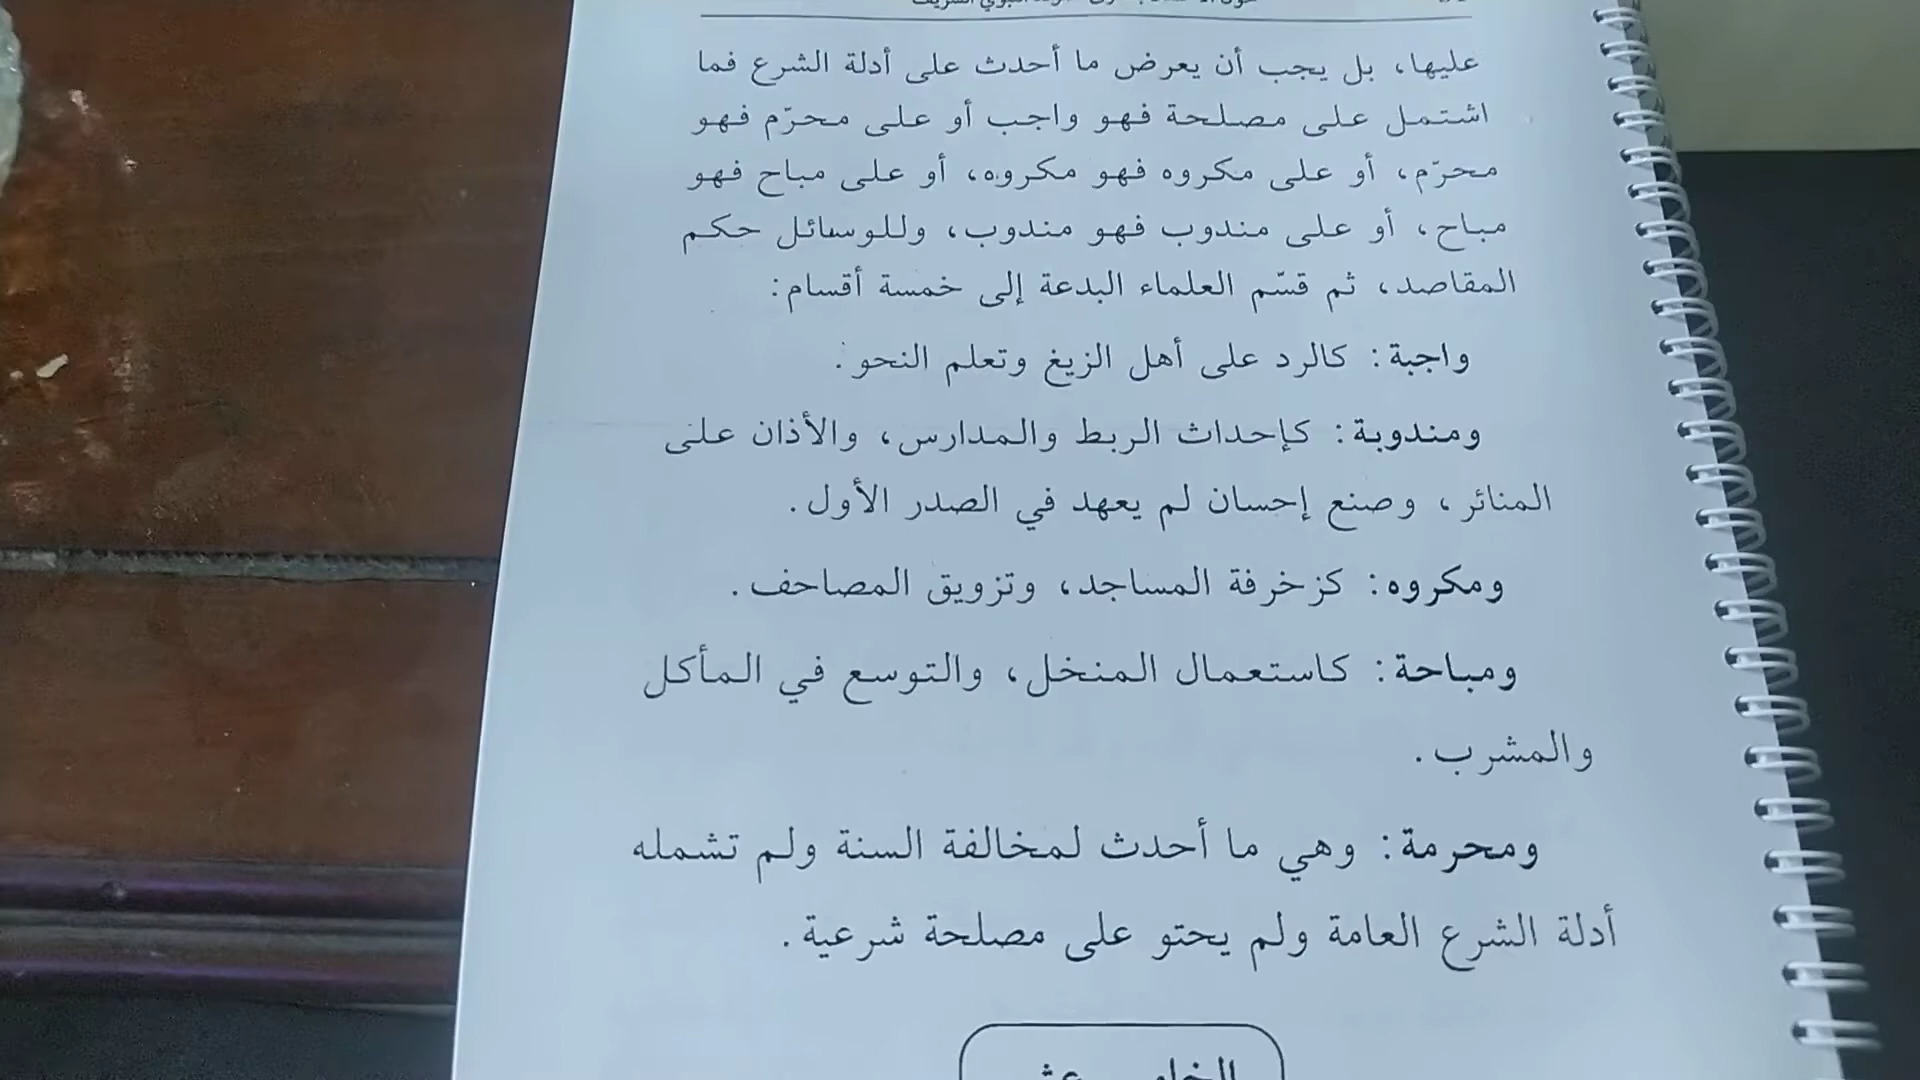 عليها، بل يجب أن يعرض ما أحدث على أدلة الشرع فما
اشتمل على مصلحة فهو واجب أو على محرّم فهو
محرّم، أو على مكروه فهو مكروه، أو على مباح فهو
مباح، أو على مندوب فهو مندوب، وللوسائل حكم
المقاصد، ثم قسّم العلماء البدعة إلى خمسة أقسام:
واجبة: كالرد على أهل الزيغ وتعلم النحو.
ومندوبة: كإحداث الربط والمدارس، والأذان على
المنائر، وصنع إحسان لم يعهد في الصدر الأول.
ومكروه: كزخرفة المساجد، وتزويق المصاحف.
ومباحة: كاستعمال المنخل، والتوسع في المأكل
والمشرب.
ومحرمة: وهي ما أحدث لمخالفة السنة ولم تشمله
أدلة الشرع العامة ولم يحتو على مصلحة شرعية.